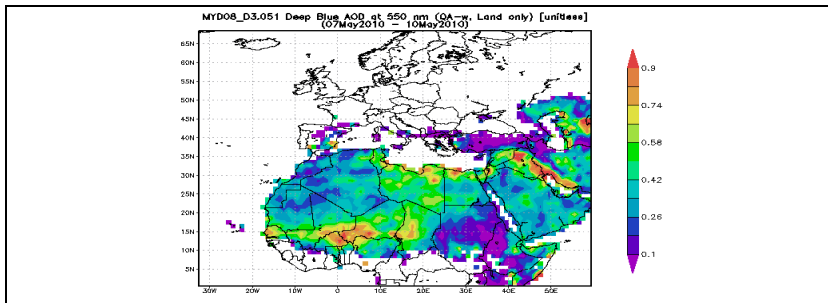 MYD08_D3.051 Deep Blue AOD at 550 nm (QA-w, Land only) [unitless]
(07May2010 - 10May2010)
65N
60N
55N
50N
45N
40N
35N
30N
25N
20N
15N
10N
5N
30W 20W 10W 0 10E 20E 30E 40E 50E
0.9
0.74
0.58
0.42
0.26
0.1